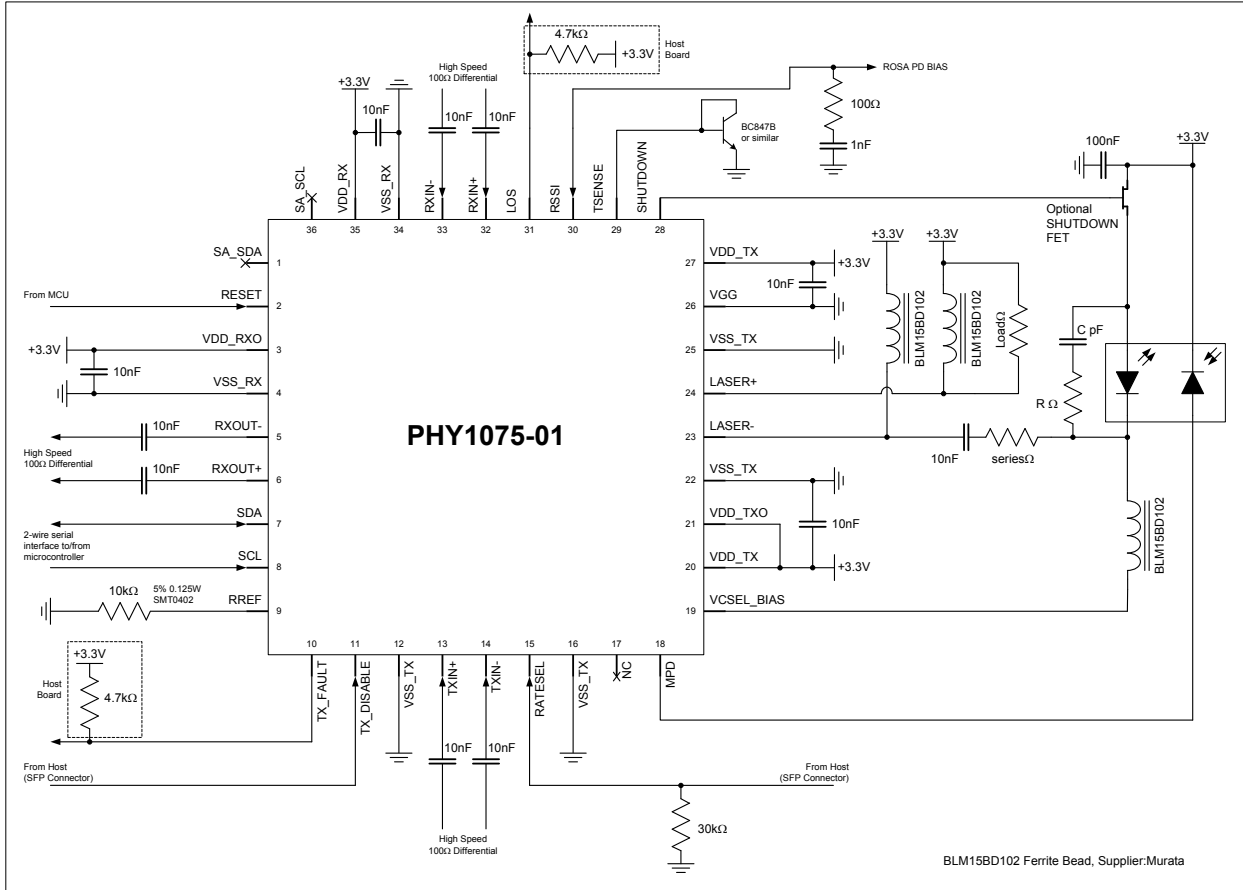 4.7kΩ
+3.3V
Host
Board
High Speed
100Ω Differential
ROSA PD BIAS
+3.3V
10nF
10nF
10nF
100Ω
1nF
BC847B
or similar
100nF
+3.3V
SA_SCL
VDD_RX
VSS_RX
RXIN-
RXIN+
LOS
RSSI
TSENSE
SHUTDOWN
36
35
34
33
32
31
30
29
28
Optional
SHUTDOWN
FET
SA_SDA
1
From MCU
RESET
2
+3.3V
VDD_RXO
3
10nF
VSS_RX
4
10nF
RXOUT-
5
High Speed
100Ω Differential
10nF
RXOUT+
6
SDA
7
2-wire serial
interface to/from
microcontroller
SCL
8
10kΩ
5% 0.125W
SMT0402
RREF
9
PHY1075-01
27
VDD_TX
+3.3V
10nF
26
VGG
25
VSS_TX
24
LASER+
23
LASER-
22
VSS_TX
21
VDD_TXO
10nF
20
VDD_TX
+3.3V
19
VCSEL_BIAS
+3.3V
+3.3V
BLM15BD102
BLM15BD102
LoadΩ
C pF
R Ω
10nF
seriesΩ
BLM15BD102
10
11
12
13
14
15
16
17
18
TX_FAULT
TX_DISABLE
VSS_TX
TXIN+
TXIN-
RATESEL
VSS_TX
NC
MPD
+3.3V
Host
Board
4.7kΩ
From Host
(SFP Connector)
10nF
10nF
High Speed
100Ω Differential
From Host
(SFP Connector)
30kΩ
BLM15BD102 Ferrite Bead, Supplier:Murata